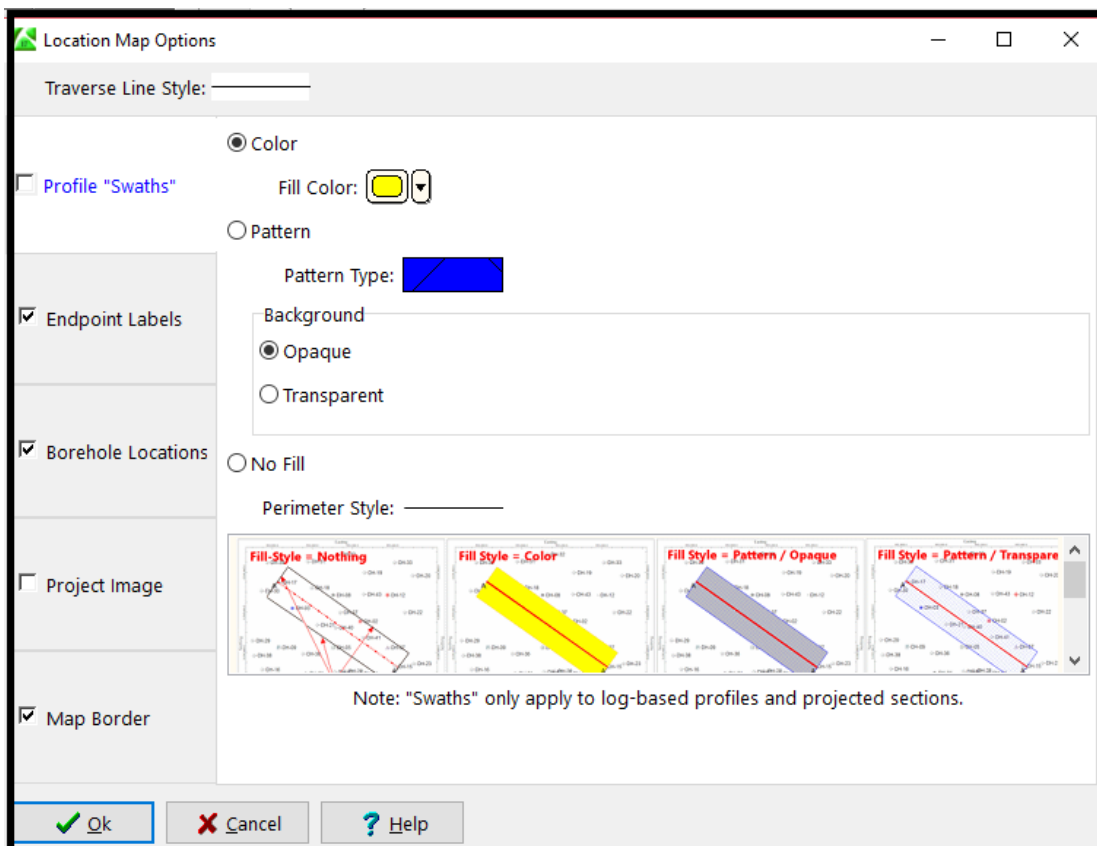 Location Map Options
Traverse Line Style:
Color
Profile "Swaths"
Fill Color:
Pattern
Pattern Type:
Endpoint Labels
Background
Opaque
Transparent
Borehole Locations
No Fill
Perimeter Style:
Fill-Style = Nothing
Fill Style = Color
Fill Style = Pattern / Opaque
Fill Style = Pattern / Transpare
Project Image
Note: "Swaths" only apply to log-based profiles and projected sections.
Map Border
Ok
Cancel
? Help